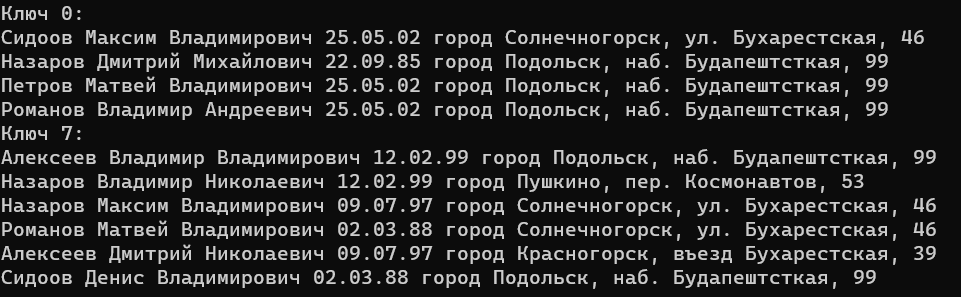 Ключ 0:
Сидоов Максим Владимирович 25.05.02 город Солнечногорск, ул. Бухарестская, 46
Назаров Дмитрий Михайлович 22.09.85 город Подольск, наб. Будапештсткая, 99
Петров Матвей Владимирович 25.05.02 город Подольск, наб. Будапештсткая, 99
Романов Владимир Андреевич 25.05.02 город Подольск, наб. Будапештсткая, 99
Ключ 7:
Алексеев Владимир Владимирович 12.02.99 город Подольск, наб. Будапештсткая, 99
Назаров Владимир Николаевич 12.02.99 город Пушкино, пер. Космонавтов, 53
Назаров Максим Владимирович 09.07.97 город Солнечногорск, ул. Бухарестская, 46
Романов Матвей Владимирович 02.03.88 город Солнечногорск, ул. Бухарестская, 46
Алексеев Дмитрий Николаевич 09.07.97 город Красногорск, въезд Бухарестская, 39
Сидоов Денис Владимирович 02.03.88 город Подольск, наб. Будапештсткая, 99